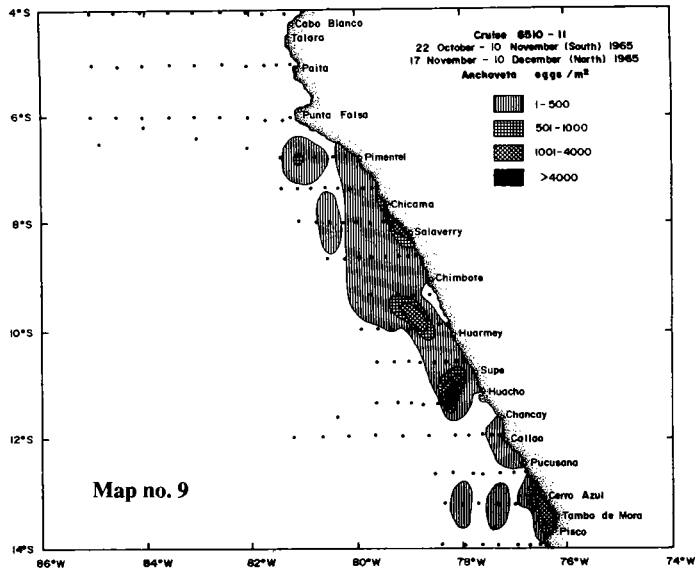 4°S
Cabo Blanco
Talara
Cruise 6510 - 11
22 October - 10 November (South) 1965
17 November - 10 December (North) 1965
Paita
Anchoveta eggs /m²
1-500
Punta Falsa
6°S
501-1000
1001-4000
Pimentel
>4000
Chicama
8°S
Salaverry
Chimbote
10°S
Huarmey
Supe
Huacho
Chancay
12°S
Callao
Pucusana
Map no. 9
Cerro Azul
Tambo de Mora
Pisco
14°S
86°W
84°W
82°W
80°W
78°W
76°W
74°W